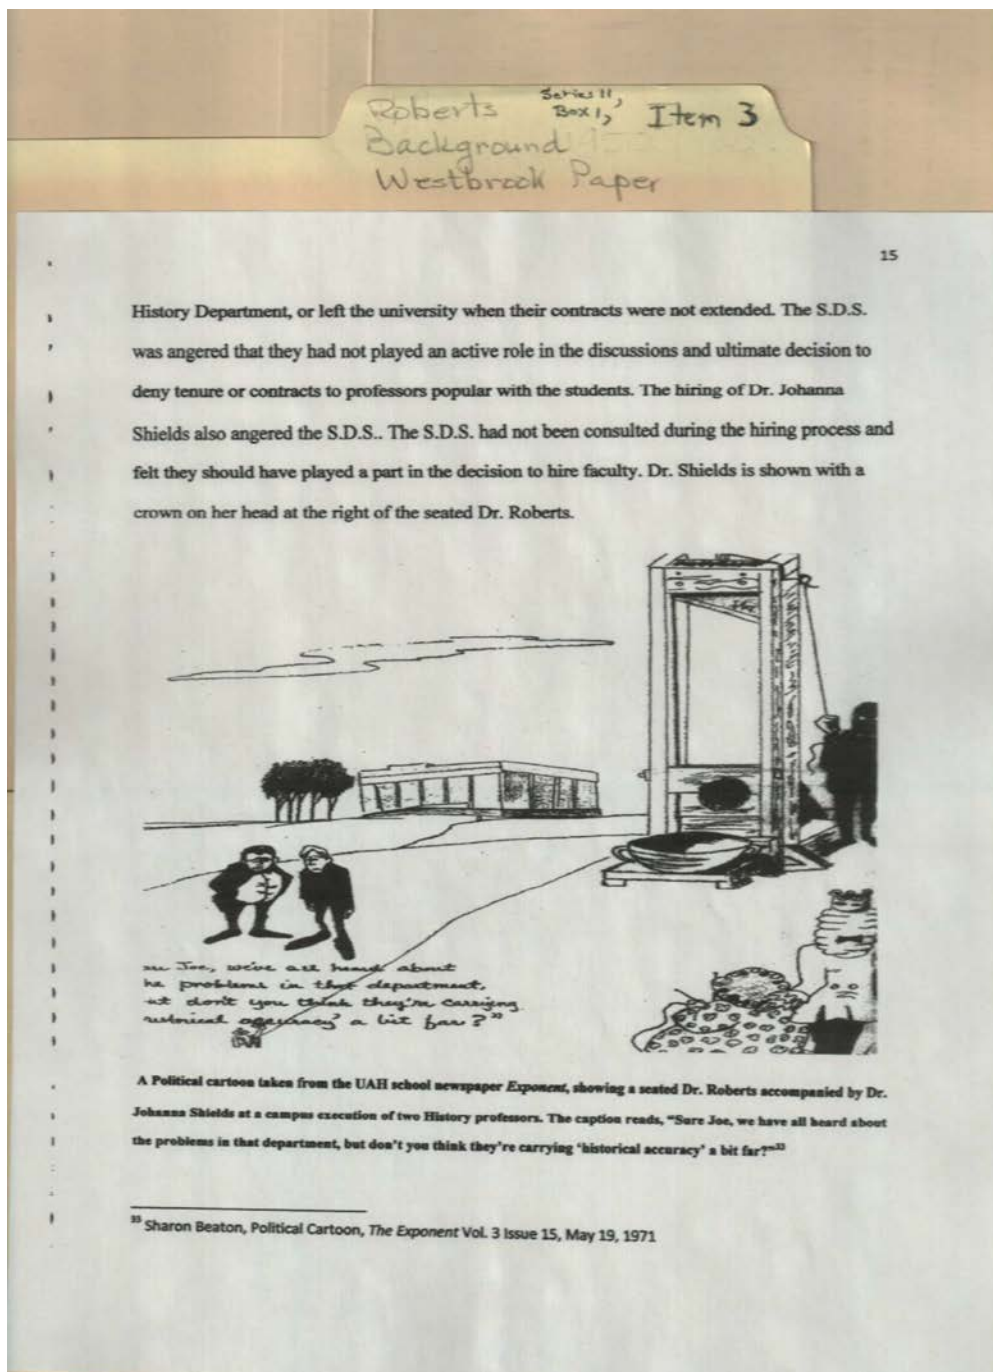 Roberts Series 11, Box 1, Item 3
Background
Westbrook Paper
15
History Department, or left the university when their contracts were not extended. The S.D.S.
was angered that they had not played an active role in the discussions and ultimate decision to
deny tenure or contracts to professors popular with the students. The hiring of Dr. Johanna
Shields also angered the S.D.S.. The S.D.S. had not been consulted during the hiring process and
felt they should have played a part in the decision to hire faculty. Dr. Shields is shown with a
crown on her head at the right of the seated Dr. Roberts.
Joe, we've all heard about
he problems in that department,
ut don't you think they're carrying
accuracy' a bit far?"³³
A Political cartoon taken from the UAH school newspaper Exponent, showing a seated Dr. Roberts accompanied by Dr.
Johanna Shields at a campus execution of two History professors. The caption reads, "Sure Joe, we have all heard about
the problems in that department, but don't you think they're carrying 'historical accuracy' a bit far?"³³
³³ Sharon Beaton, Political Cartoon, The Exponent Vol. 3 Issue 15, May 19, 1971